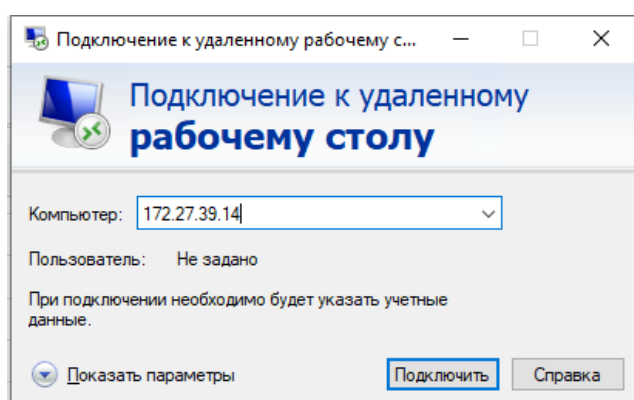 Подключение к удаленному рабочему с...
Подключение к удаленному
рабочему столу
Компьютер: 172.27.39.14
Пользователь: Не задано
При подключении необходимо будет указать учетные
данные.
Показать параметры Подключить Справка